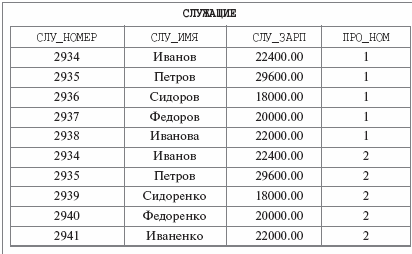 СЛУЖАЩИЕ
СЛУ_НОМЕР СЛУ_ИМЯ СЛУ_ЗАРП ПРО_НОМ
2934 Иванов 22400.00 1
2935 Петров 29600.00 1
2936 Сидоров 18000.00 1
2937 Федоров 20000.00 1
2938 Иванова 22000.00 1
2934 Иванов 22400.00 2
2935 Петров 29600.00 2
2939 Сидоренко 18000.00 2
2940 Федоренко 20000.00 2
2941 Иваненко 22000.00 2